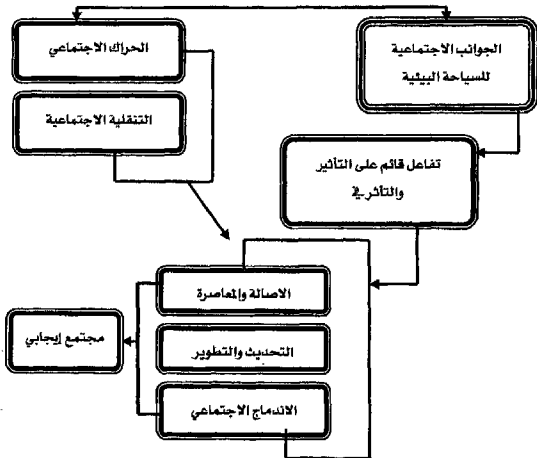 الجوانب الاجتماعية
للسياحة البيئية
الحراك الاجتماعي
التنقلية الاجتماعية
تفاعل قائم على التأثير
والتأثر في
الاصالة والمعاصرة
التحديث والتطوير
الاندماج الاجتماعي
مجتمع إيجابي